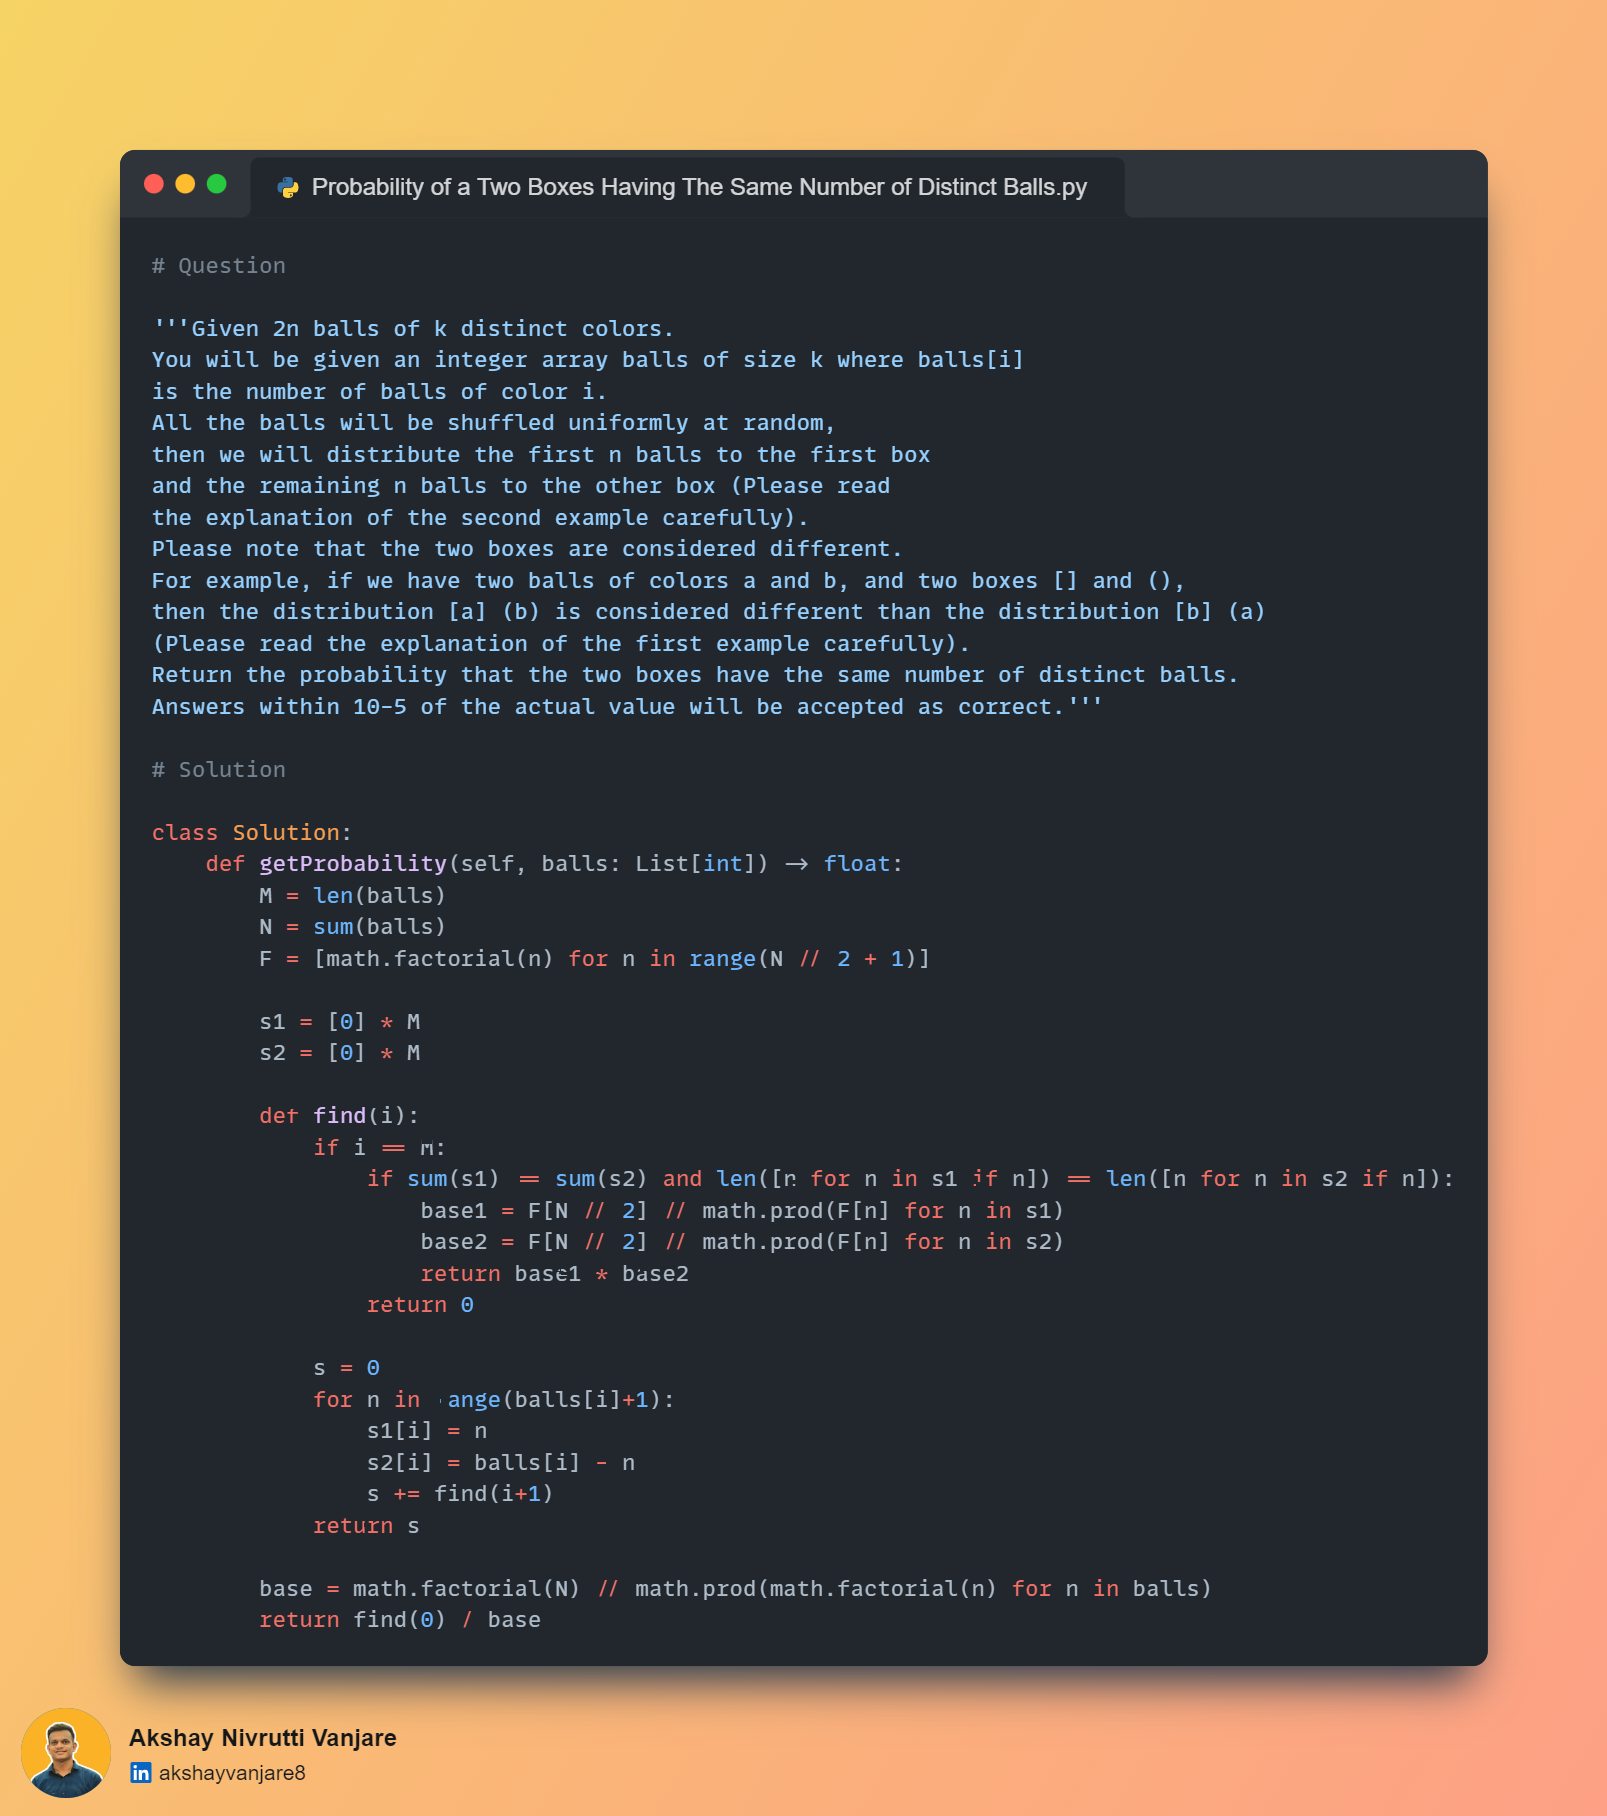 Probability of a Two Boxes Having The Same Number of Distinct Balls.py
# Question
'''Given 2n balls of k distinct colors.
You will be given an integer array balls of size k where balls[i]
is the number of balls of color i.
All the balls will be shuffled uniformly at random,
then we will distribute the first n balls to the first box
and the remaining n balls to the other box (Please read
the explanation of the second example carefully).
Please note that the two boxes are considered different.
For example, if we have two balls of colors a and b, and two boxes [] and (),
then the distribution [a] (b) is considered different than the distribution [b] (a)
(Please read the explanation of the first example carefully).
Return the probability that the two boxes have the same number of distinct balls.
Answers within 10-5 of the actual value will be accepted as correct.'''
# Solution
class Solution:
    def getProbability(self, balls: List[int]) -> float:
        M = len(balls)
        N = sum(balls)
        F = [math.factorial(n) for n in range(N // 2 + 1)]
        s1 = [0] * M
        s2 = [0] * M
        def find(i):
            if i == M:
                if sum(s1) == sum(s2) and len([n for n in s1 if n]) == len([n for n in s2 if n]):
                    base1 = F[N // 2] // math.prod(F[n] for n in s1)
                    base2 = F[N // 2] // math.prod(F[n] for n in s2)
                    return base1 * base2
                return 0
            s = 0
            for n in range(balls[i]+1):
                s1[i] = n
                s2[i] = balls[i] - n
                s += find(i+1)
            return s
        base = math.factorial(N) // math.prod(math.factorial(n) for n in balls)
        return find(0) / base
Akshay Nivrutti Vanjare
in akshayvanjare8